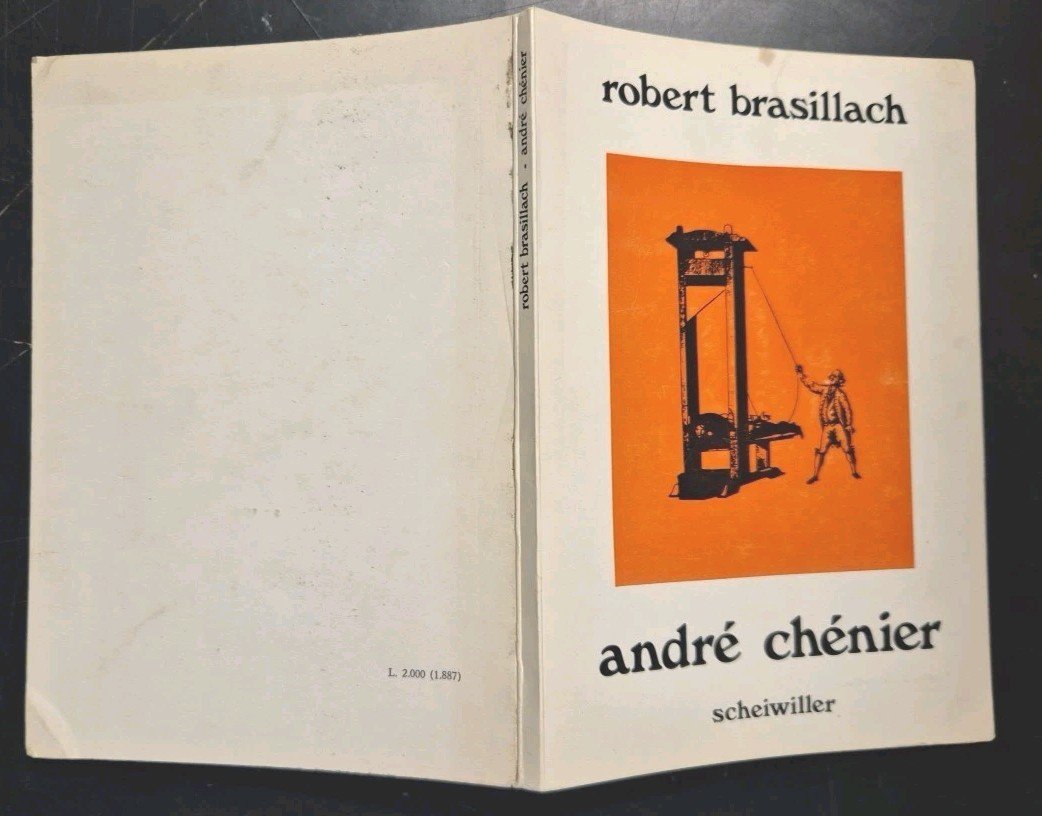 L. 2.000 (1.887)
robert brasillach - andré chénier
robert brasillach
andré chénier
scheiwiller